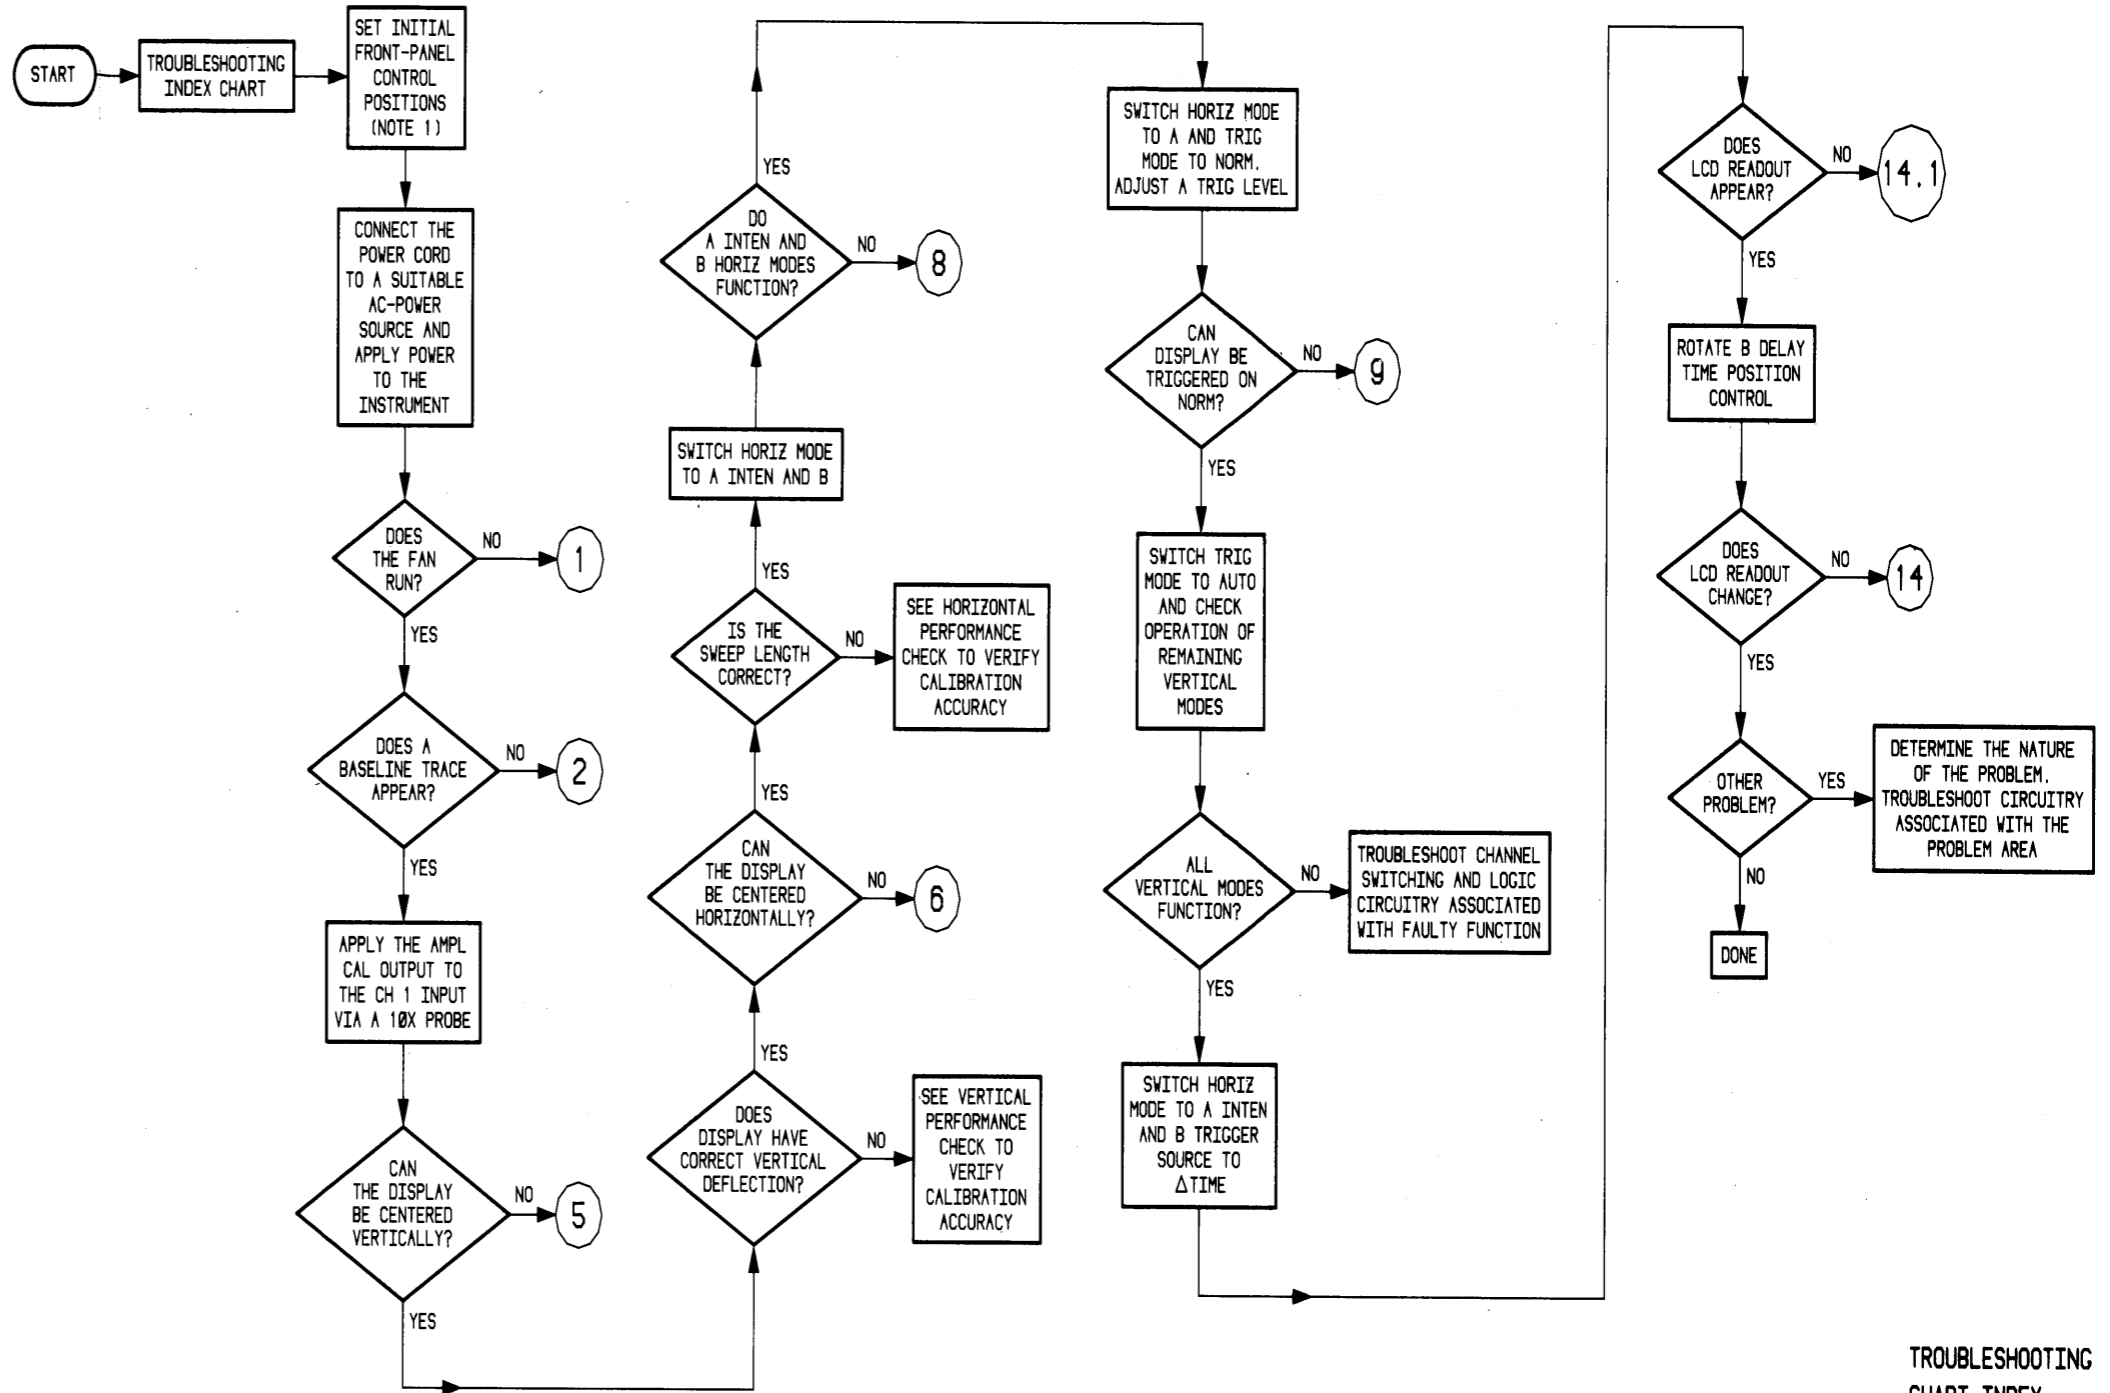 START
TROUBLESHOOTING
INDEX CHART
SET INITIAL
FRONT-PANEL
CONTROL
POSITIONS
(NOTE 1)
CONNECT THE
POWER CORD
TO A SUITABLE
AC-POWER
SOURCE AND
APPLY POWER
TO THE
INSTRUMENT
DOES
THE FAN
RUN?
NO
1
YES
DOES A
BASELINE TRACE
APPEAR?
NO
2
YES
APPLY THE AMPL
CAL OUTPUT TO
THE CH 1 INPUT
VIA A 10X PROBE
CAN
THE DISPLAY
BE CENTERED
VERTICALLY?
NO
5
YES
DOES
DISPLAY HAVE
CORRECT VERTICAL
DEFLECTION?
NO
SEE VERTICAL
PERFORMANCE
CHECK TO
VERIFY
CALIBRATION
ACCURACY
YES
CAN
THE DISPLAY
BE CENTERED
HORIZONTALLY?
NO
6
YES
IS THE
SWEEP LENGTH
CORRECT?
NO
SEE HORIZONTAL
PERFORMANCE
CHECK TO VERIFY
CALIBRATION
ACCURACY
YES
SWITCH HORIZ MODE
TO A INTEN AND B
DO
A INTEN AND
B HORIZ MODES
FUNCTION?
NO
8
YES
SWITCH HORIZ MODE
TO A AND TRIG
MODE TO NORM.
ADJUST A TRIG LEVEL
CAN
DISPLAY BE
TRIGGERED ON
NORM?
NO
9
YES
SWITCH TRIG
MODE TO AUTO
AND CHECK
OPERATION OF
REMAINING
VERTICAL
MODES
ALL
VERTICAL MODES
FUNCTION?
NO
TROUBLESHOOT CHANNEL
SWITCHING AND LOGIC
CIRCUITRY ASSOCIATED
WITH FAULTY FUNCTION
YES
SWITCH HORIZ
MODE TO A INTEN
AND B TRIGGER
SOURCE TO
ΔTIME
DOES
LCD READOUT
APPEAR?
NO
14.1
YES
ROTATE B DELAY
TIME POSITION
CONTROL
DOES
LCD READOUT
CHANGE?
NO
14
YES
OTHER
PROBLEM?
YES
DETERMINE THE NATURE
OF THE PROBLEM.
TROUBLESHOOT CIRCUITRY
ASSOCIATED WITH THE
PROBLEM AREA
NO
DONE
TROUBLESHOOTING
CHART INDEX